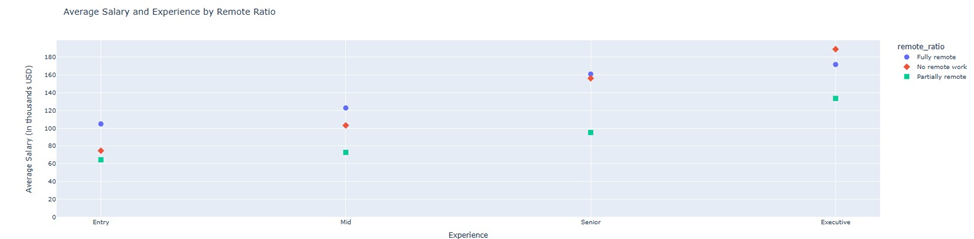 Average Salary and Experience by Remote Ratio
Average Salary (In thousands USD)
180
160
140
120
100
80
60
40
20
0
Entry
Mid
Senior
Executive
Experience
remote_ratio
Fully remote
No remote work
Partially remote